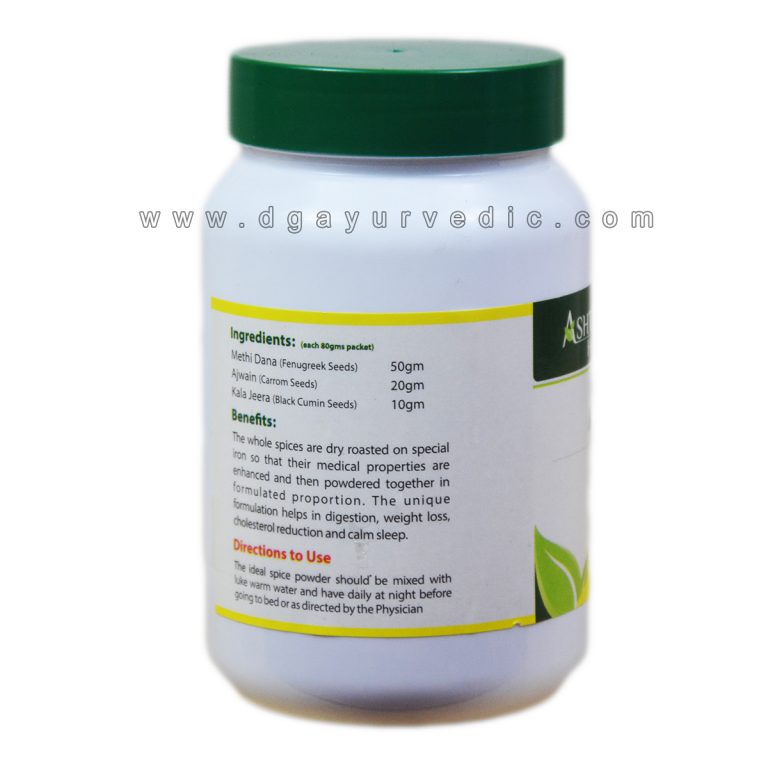 www.dgayurvedic.com
Ingredients: (each 80gms packet)
Methi Dana (Fenugreek Seeds) 50gm
Ajwain (Carrom Seeds) 20gm
Kala Jeera (Black Cumin Seeds) 10gm
Benefits:
The whole spices are dry roasted on special
iron so that their medical properties are
enhanced and then powdered together in
formulated proportion. The unique
formulation helps in digestion, weight loss,
cholesterol reduction and calm sleep.
Directions to Use
The ideal spice powder should be mixed with
luke warm water and have daily at night before
going to bed or as directed by the Physician